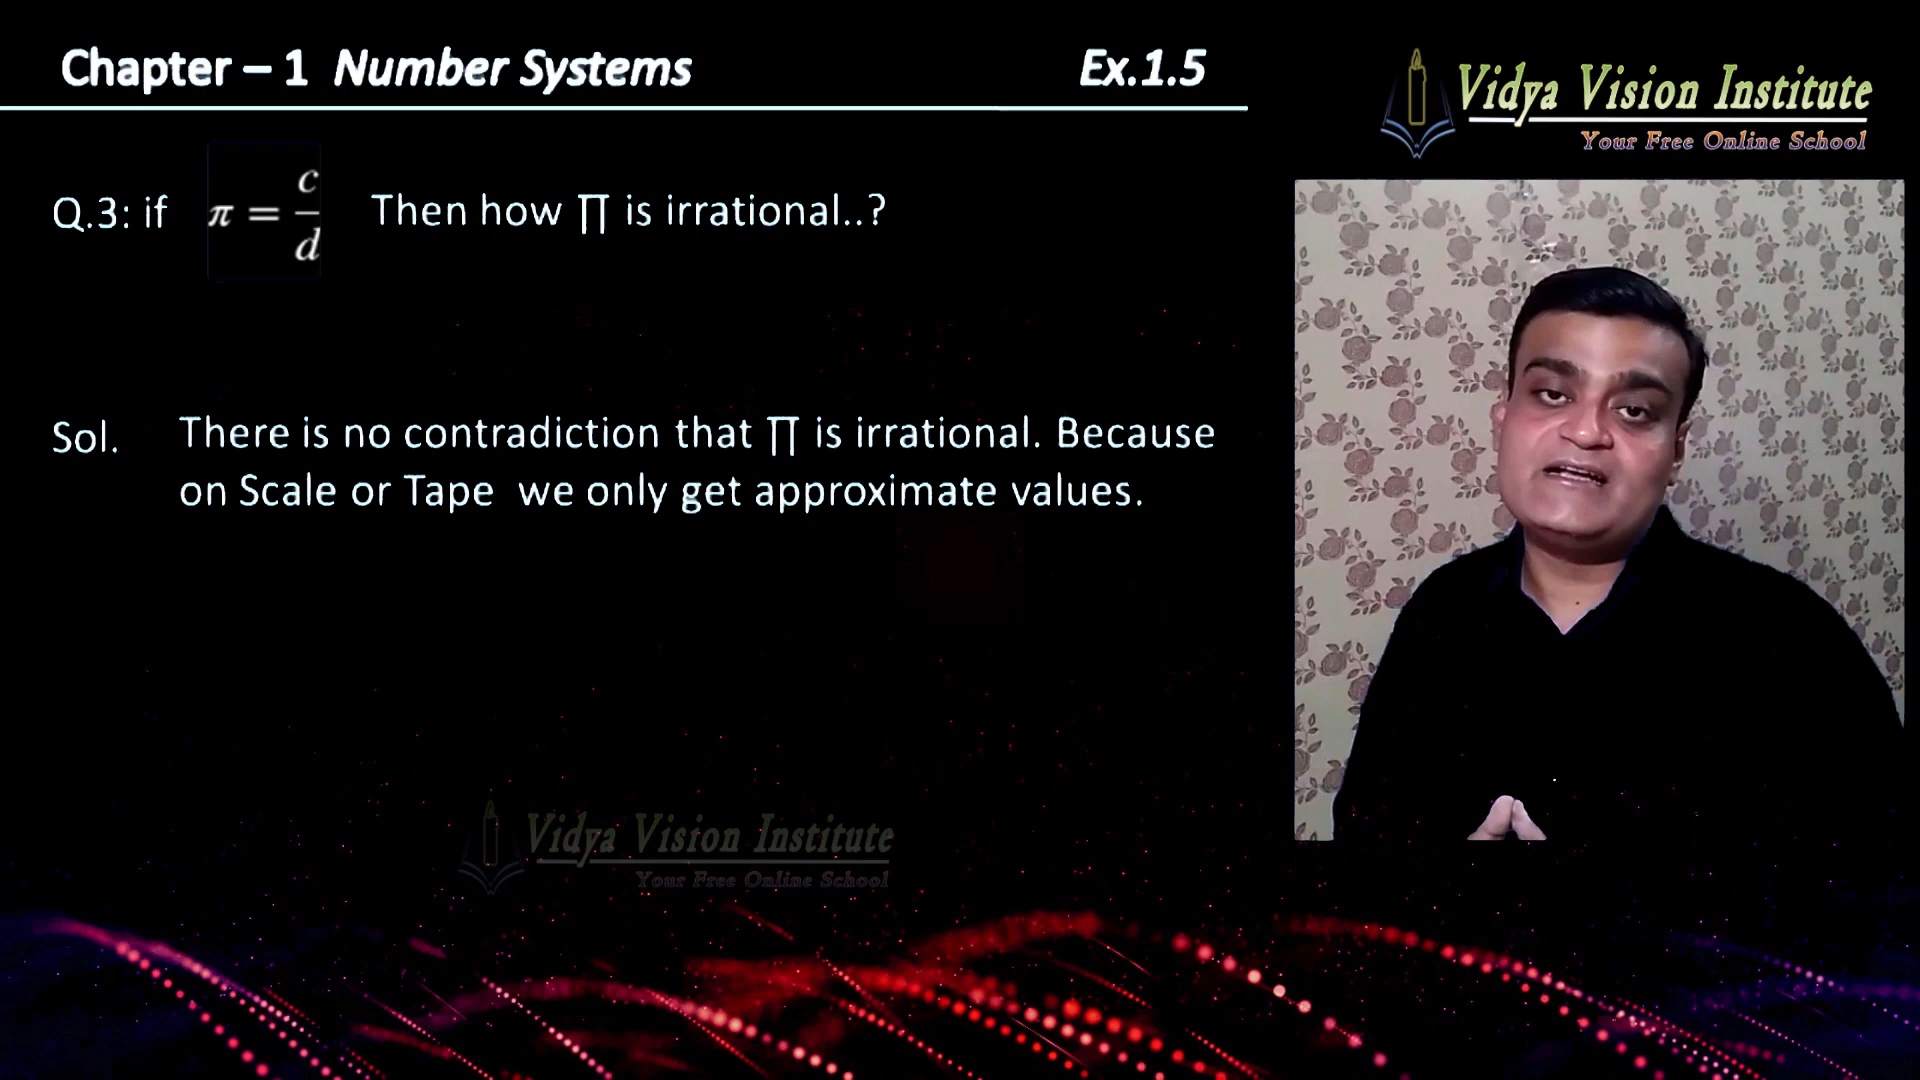 Chapter – 1 Number Systems Ex.1.5
Vidya Vision Institute
Your Free Online School
Q.3: if π = c/d Then how ∏ is irrational..?
Sol. There is no contradiction that ∏ is irrational. Because
on Scale or Tape we only get approximate values.
Vidya Vision Institute
Your Free Online School